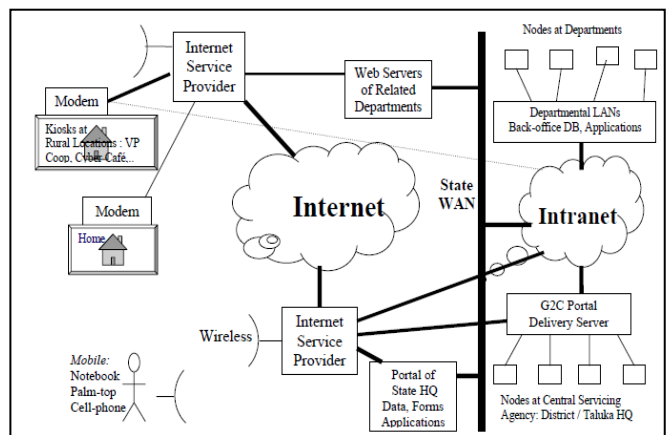 Nodes at Departments
Internet
Service
Provider
Web Servers
of Related
Departments
Modem
Departmental LANs
Back-office DB, Applications
Kiosks at
Rural Locations : VP
Coop, Cyber Café,..
State
WAN
Internet
Intranet
Modem
Home
G2C Portal
Delivery Server
Internet
Service
Provider
Wireless
Mobile:
Notebook
Palm-top
Cell-phone
Portal of
State HQ
Data, Forms
Applications
Nodes at Central Servicing
Agency: District / Taluka HQ